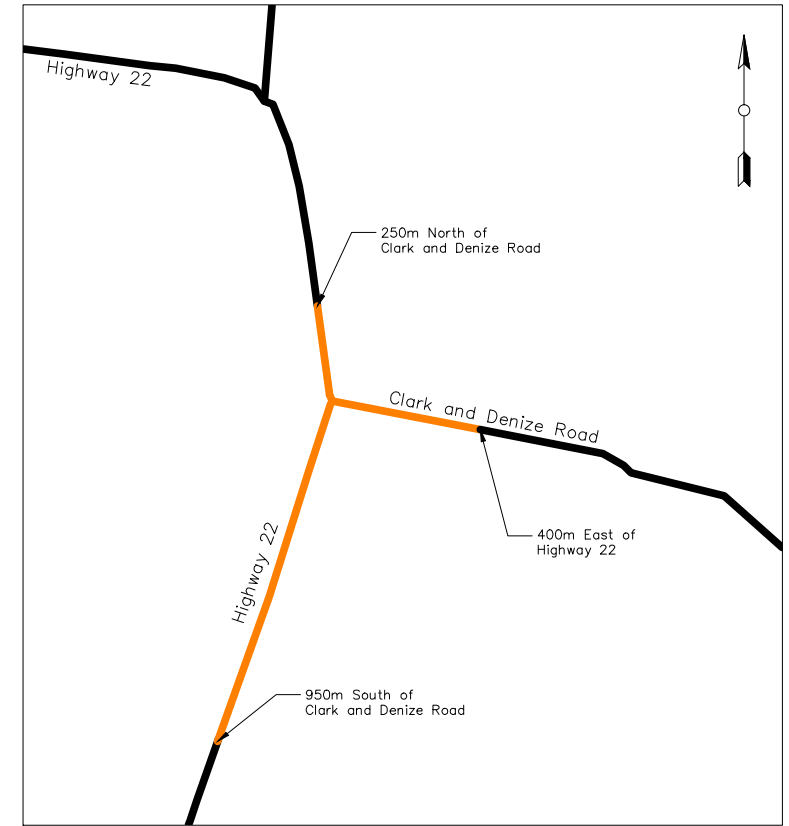 Highway 22
250m North of
Clark and Denize Road
Clark and Denize Road
400m East of
Highway 22
Highway 22
950m South of
Clark and Denize Road